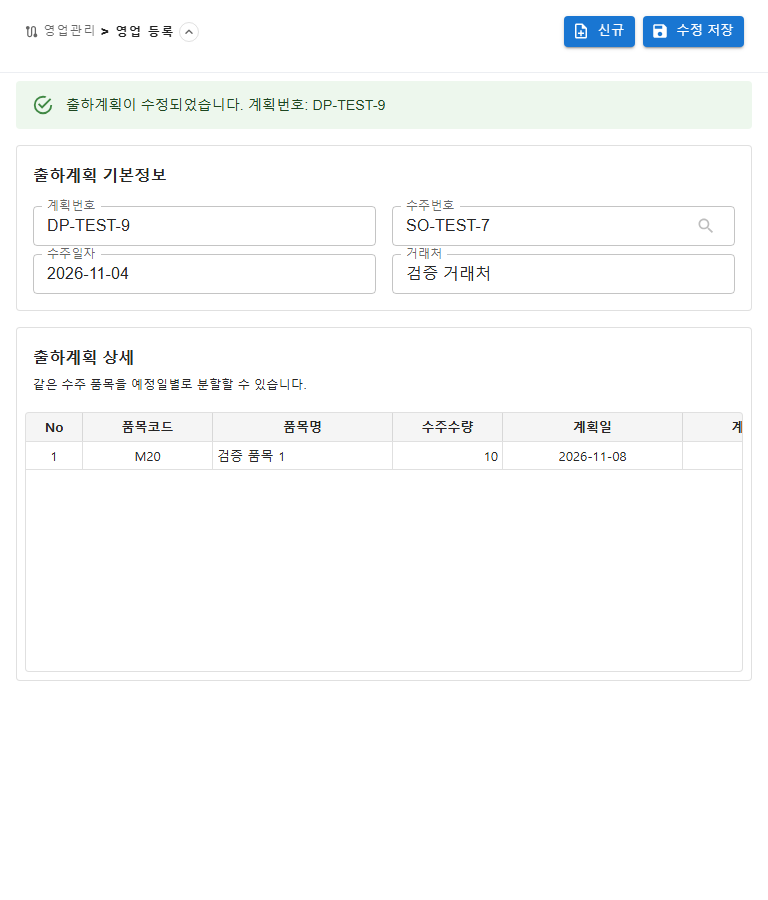 영업관리 > 영업 등록
신규
수정 저장
출하계획이 수정되었습니다. 계획번호: DP-TEST-9
출하계획 기본정보
계획번호
DP-TEST-9
수주번호
SO-TEST-7
수주일자
2026-11-04
거래처
검증 거래처
출하계획 상세
같은 수주 품목을 예정일별로 분할할 수 있습니다.
No 품목코드 품목명 수주수량 계획일 계
1 M20 검증 품목 1 10 2026-11-08